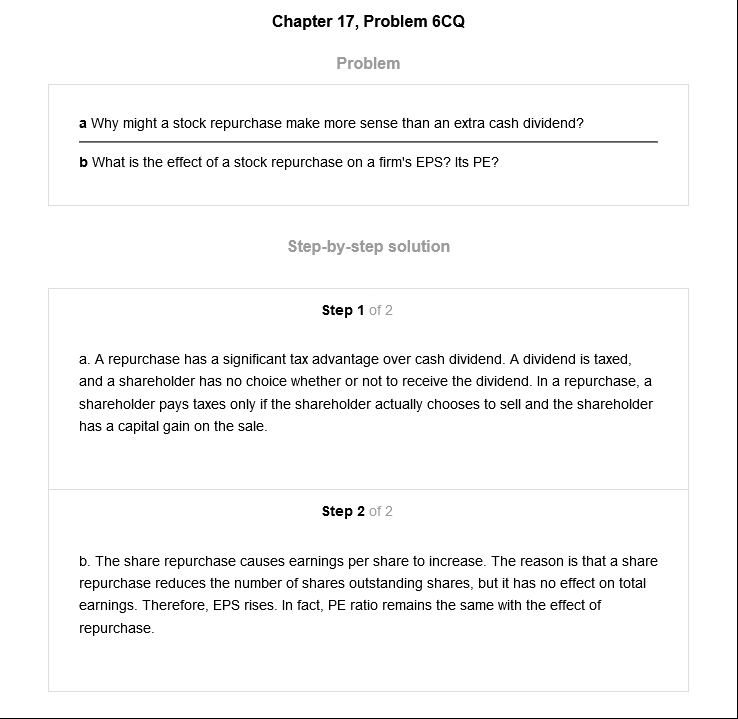 Chapter 17, Problem 6CQ
Problem
a Why might a stock repurchase make more sense than an extra cash dividend?
b What is the effect of a stock repurchase on a firm's EPS? Its PE?
Step-by-step solution
Step 1 of 2
a. A repurchase has a significant tax advantage over cash dividend. A dividend is taxed,
and a shareholder has no choice whether or not to receive the dividend. In a repurchase, a
shareholder pays taxes only if the shareholder actually chooses to sell and the shareholder
has a capital gain on the sale.
Step 2 of 2
b. The share repurchase causes earnings per share to increase. The reason is that a share
repurchase reduces the number of shares outstanding shares, but it has no effect on total
earnings. Therefore, EPS rises. In fact, PE ratio remains the same with the effect of
repurchase.